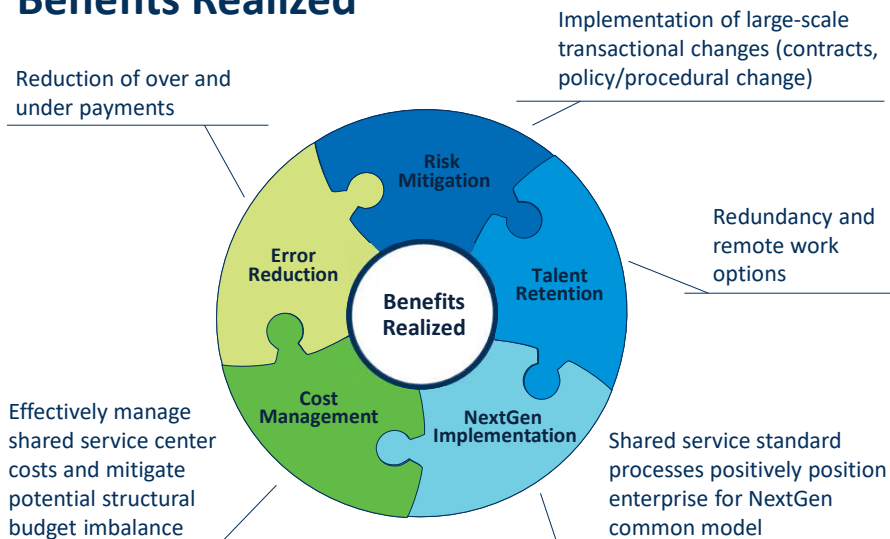 Benefits Realized
Implementation of large-scale
transactional changes (contracts,
policy/procedural change)
Reduction of over and
under payments
Risk
Mitigation
Error
Reduction
Talent
Retention
Redundancy and
remote work
options
Benefits
Realized
Cost
Management
NextGen
Implementation
Effectively manage
shared service center
costs and mitigate
potential structural
budget imbalance
Shared service standard
processes positively position
enterprise for NextGen
common model